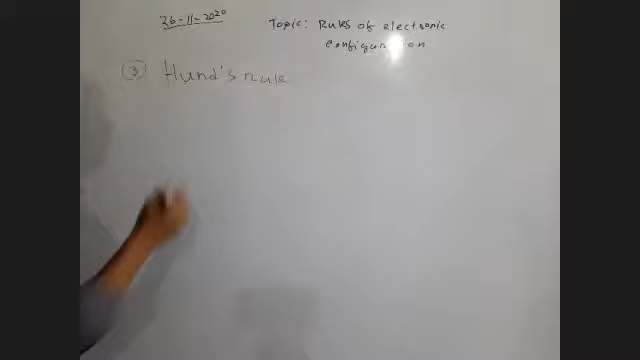 26-11-2020
Topic: Rules of electronic
configuration
③ Hund's rule